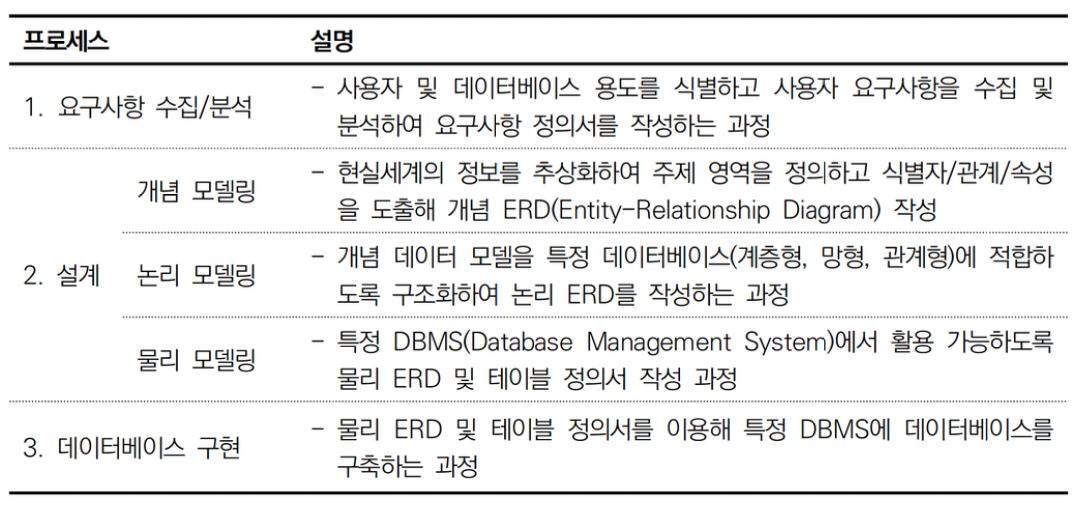 프로세스 설명
1. 요구사항 수집/분석
- 사용자 및 데이터베이스 용도를 식별하고 사용자 요구사항을 수집 및
분석하여 요구사항 정의서를 작성하는 과정
2. 설계
개념 모델링
- 현실세계의 정보를 추상화하여 주제 영역을 정의하고 식별자/관계/속성
을 도출해 개념 ERD(Entity-Relationship Diagram) 작성
논리 모델링
- 개념 데이터 모델을 특정 데이터베이스(계층형, 망형, 관계형)에 적합하
도록 구조화하여 논리 ERD를 작성하는 과정
물리 모델링
- 특정 DBMS(Database Management System)에서 활용 가능하도록
물리 ERD 및 테이블 정의서 작성 과정
3. 데이터베이스 구현
- 물리 ERD 및 테이블 정의서를 이용해 특정 DBMS에 데이터베이스를
구축하는 과정